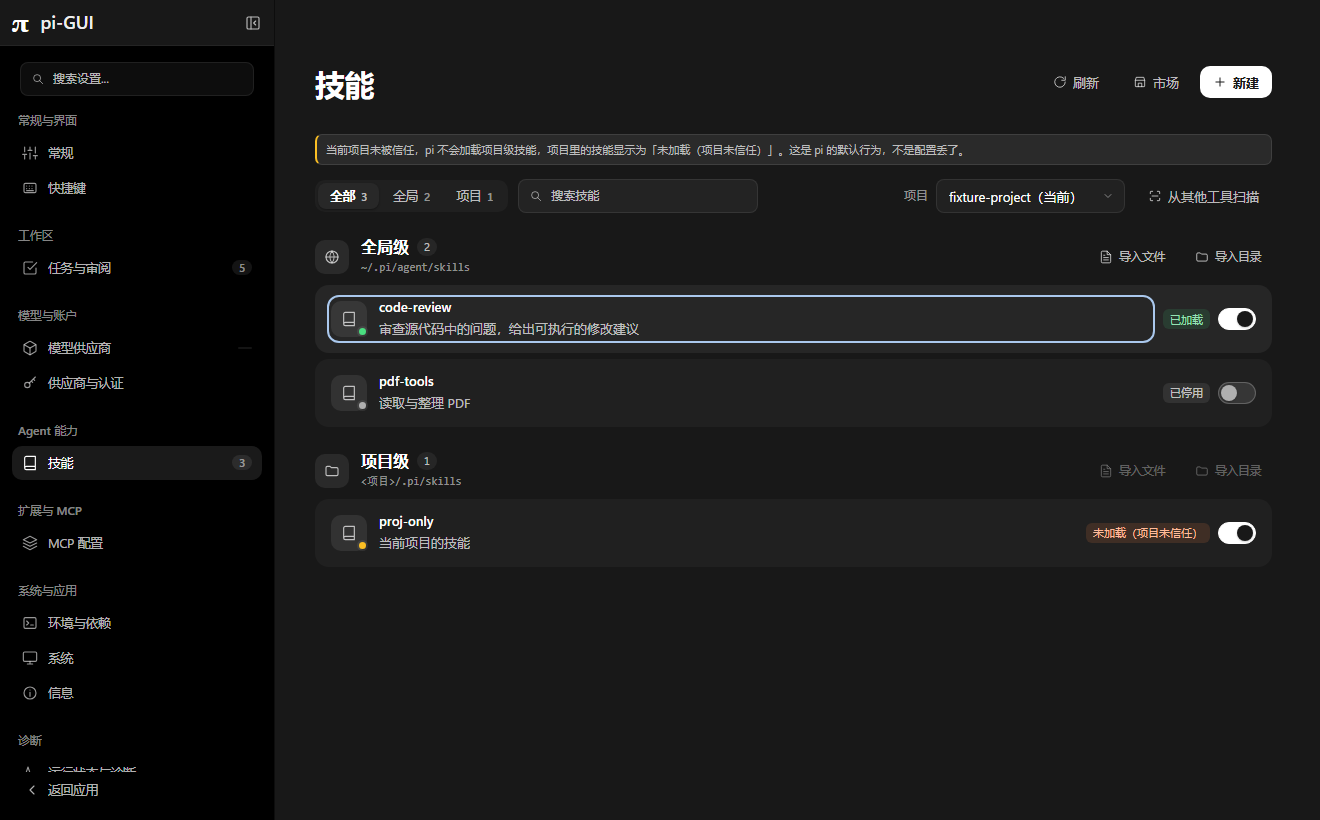 π pi-GUI
搜索设置...
常规与界面
常规
快捷键
工作区
任务与审阅 5
模型与账户
模型供应商 —
供应商与认证
Agent 能力
技能 3
扩展与 MCP
MCP 配置
系统与应用
环境与依赖
系统
信息
诊断
运行状态与诊断
返回应用
技能
刷新 市场 新建
当前项目未被信任，pi 不会加载项目级技能，项目里的技能显示为「未加载（项目未信任）」。这是 pi 的默认行为，不是配置丢了。
全部 3 全局 2 项目 1 搜索技能 项目 fixture-project（当前） 从其他工具扫描
全局级 2 导入文件 导入目录
~/.pi/agent/skills
code-review
审查源代码中的问题，给出可执行的修改建议
已加载
pdf-tools
读取与整理 PDF
已停用
项目级 1 导入文件 导入目录
<项目>/.pi/skills
proj-only
当前项目的技能
未加载（项目未信任）